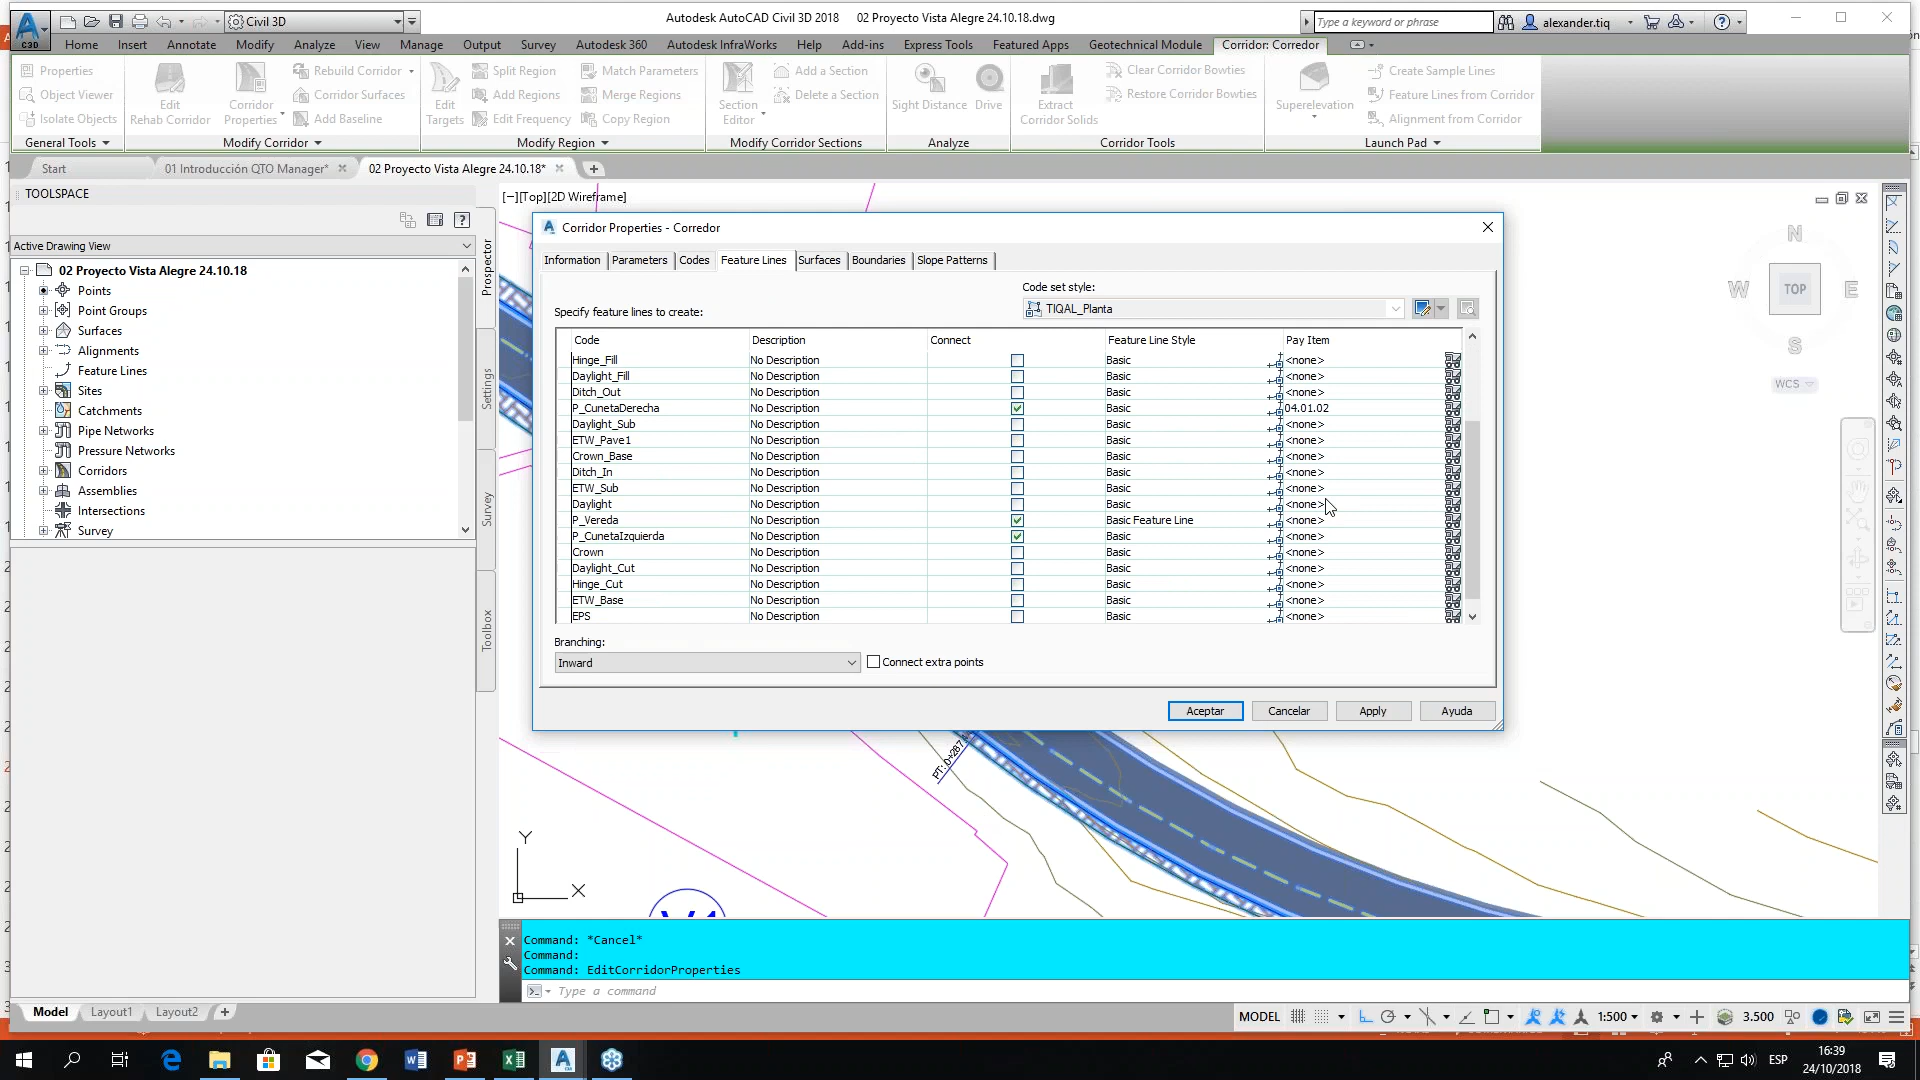 Civil 3D
Autodesk AutoCAD Civil 3D 2018 02 Proyecto Vista Alegre 24.10.18.dwg
Type a keyword or phrase
alexander.tiq
C3D
Home Insert Annotate Modify Analyze View Manage Output Survey Autodesk 360 Autodesk InfraWorks Help Add-ins Express Tools Featured Apps Geotechnical Module Corridor: Corredor
Properties
Object Viewer
Isolate Objects
General Tools
Edit
Rehab Corridor
Corridor
Properties
Rebuild Corridor
Corridor Surfaces
Add Baseline
Modify Corridor
Edit
Targets
Split Region
Add Regions
Edit Frequency
Match Parameters
Merge Regions
Copy Region
Modify Region
Section
Editor
Add a Section
Delete a Section
Modify Corridor Sections
Sight Distance
Drive
Analyze
Extract
Corridor Solids
Clear Corridor Bowties
Restore Corridor Bowties
Corridor Tools
Superelevation
Create Sample Lines
Feature Lines from Corridor
Alignment from Corridor
Launch Pad
Start
01 Introducción QTO Manager*
02 Proyecto Vista Alegre 24.10.18*
TOOLSPACE
Active Drawing View
02 Proyecto Vista Alegre 24.10.18
Points
Point Groups
Surfaces
Alignments
Feature Lines
Sites
Catchments
Pipe Networks
Pressure Networks
Corridors
Assemblies
Intersections
Survey
Prospector
Settings
Survey
Toolbox
[−][Top][2D Wireframe]
N
W TOP E
S
WCS
Corridor Properties - Corredor
Information Parameters Codes Feature Lines Surfaces Boundaries Slope Patterns
Code set style:
Specify feature lines to create:
TIQAL_Planta
Code Description Connect Feature Line Style Pay Item
Hinge_Fill No Description Basic <none>
Daylight_Fill No Description Basic <none>
Ditch_Out No Description Basic <none>
P_CunetaDerecha No Description Basic 04.01.02
Daylight_Sub No Description Basic <none>
ETW_Pave1 No Description Basic <none>
Crown_Base No Description Basic <none>
Ditch_In No Description Basic <none>
ETW_Sub No Description Basic <none>
Daylight No Description Basic <none>
P_Vereda No Description Basic Feature Line <none>
P_CunetaIzquierda No Description Basic <none>
Crown No Description Basic <none>
Daylight_Cut No Description Basic <none>
Hinge_Cut No Description Basic <none>
ETW_Base No Description Basic <none>
EPS No Description Basic <none>
Branching:
Inward
Connect extra points
Aceptar Cancelar Apply Ayuda
Y
X
Command: *Cancel*
Command:
Command: EditCorridorProperties
Type a command
Model Layout1 Layout2
MODEL
1:500
3.500
ESP
16:39
24/10/2018